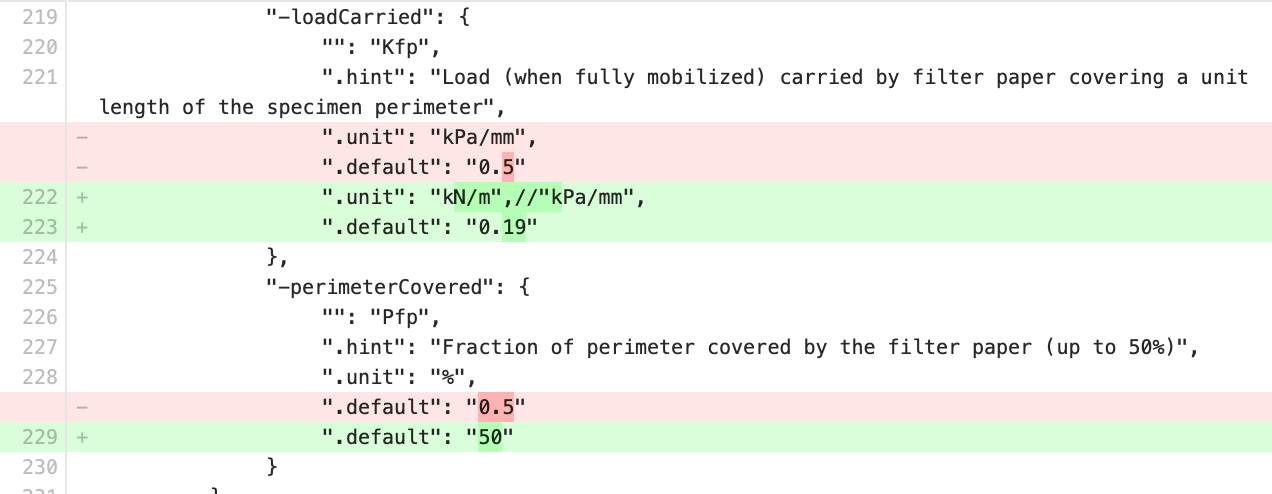 219 "-loadCarried": {
220 "": "Kfp",
221 ".hint": "Load (when fully mobilized) carried by filter paper covering a unit
length of the specimen perimeter",
- ".unit": "kPa/mm",
- ".default": "0.5"
222 + ".unit": "kN/m",//"kPa/mm",
223 + ".default": "0.19"
224 },
225 "-perimeterCovered": {
226 "": "Pfp",
227 ".hint": "Fraction of perimeter covered by the filter paper (up to 50%)",
228 ".unit": "%",
- ".default": "0.5"
229 + ".default": "50"
230 }